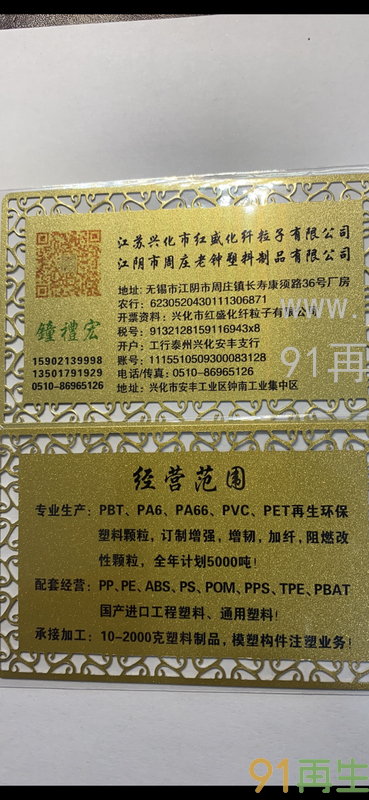 江苏兴化市红盛化纤粒子有限公司
江阴市周庄老钟塑料制品有限公司
地址: 无锡市江阴市周庄镇长寿康须路36号厂房
农行: 6230520430111306871
开票资料: 兴化市红盛化纤粒子有限公司
税号: 9132128159116943x8
开户: 工行泰州兴化安丰支行
账号: 1115510509300083128
电话/传真: 0510-86965126
地址: 兴化市安丰工业区钟南工业集中区
鐘禮宏
15902139998
13501791929
0510-86965126
www.
91再
经营范围
专业生产: PBT、PA6、PA66、PVC、PET再生环保
塑料颗粒, 订制增强, 增韧, 加纤, 阻燃改
性颗粒, 全年计划5000吨!
配套经营: PP、PE、ABS、PS、POM、PPS、TPE、PBAT
国产进口工程塑料、通用塑料!
承接加工: 10-2000克塑料制品, 模塑构件注塑业务!
91再生